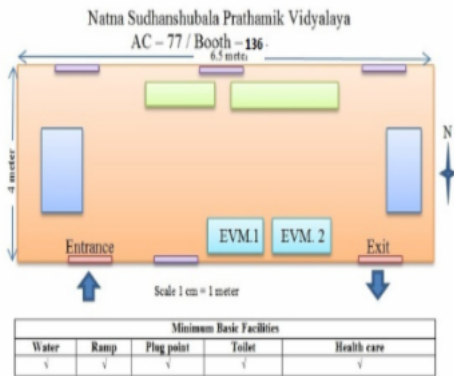 Natna Sudhanshubala Prathamik Vidyalaya
AC – 77 / Booth – 136
6.5 meter
4 meter
N
EVM.1 EVM. 2
Entrance Exit
Scale 1 cm = 1 meter
Minimum Basic Facilities
Water Ramp Plug point Toilet Health care
√ √ √ √ √